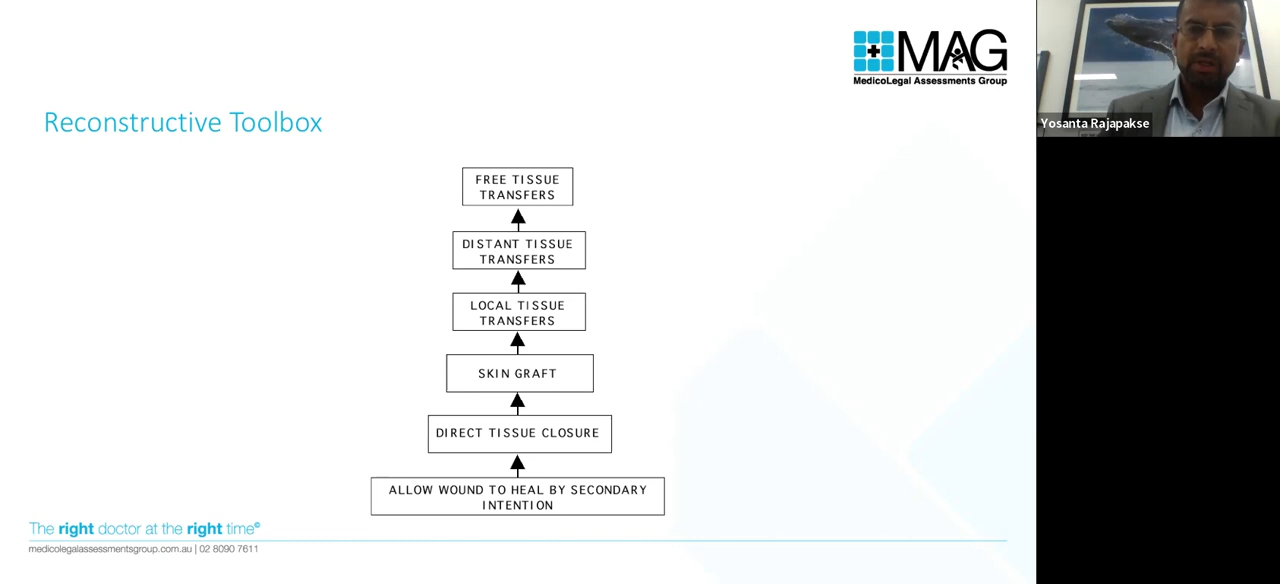 MAG
MedicoLegal Assessments Group
Yosanta Rajapakse
Reconstructive Toolbox
FREE TISSUE
TRANSFERS
DISTANT TISSUE
TRANSFERS
LOCAL TISSUE
TRANSFERS
SKIN GRAFT
DIRECT TISSUE CLOSURE
ALLOW WOUND TO HEAL BY SECONDARY
INTENTION
The right doctor at the right time©
medicolegalassessmentsgroup.com.au | 02 8090 7611